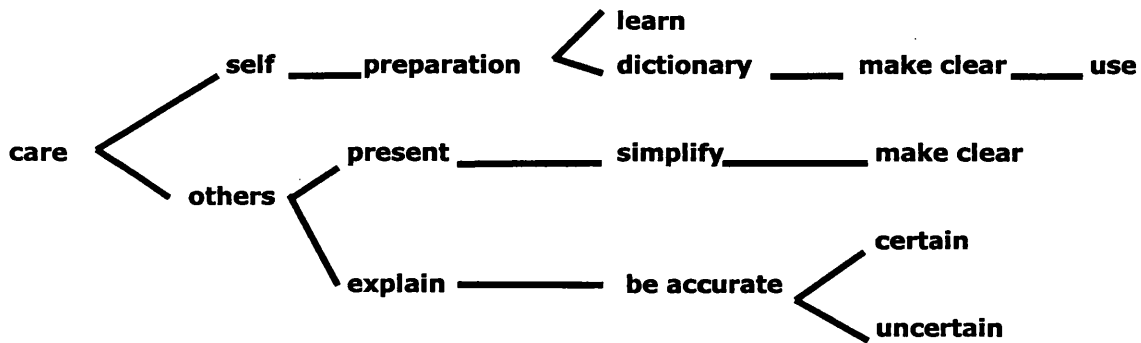 learn
self preparation dictionary make clear use
care present simplify make clear
others
certain
explain be accurate
uncertain